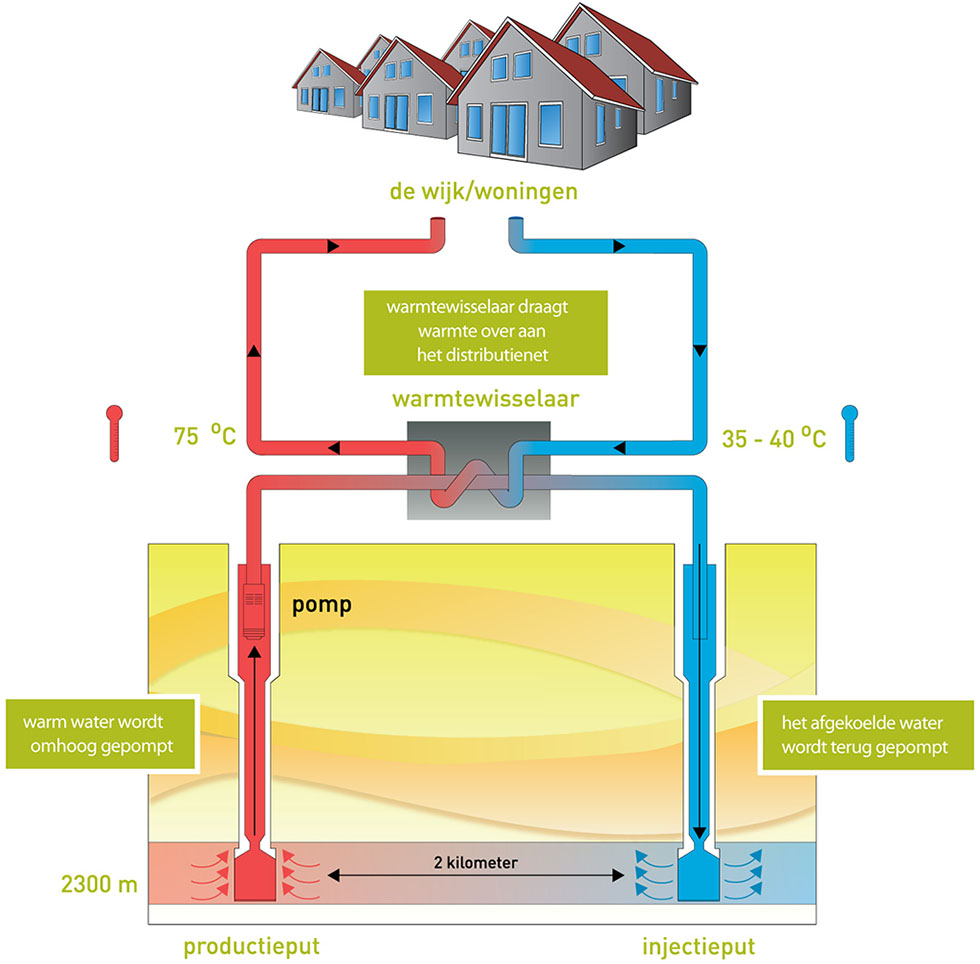 de wijk/woningen
warmtewisselaar draagt
warmte over aan
het distributienet
warmtewisselaar
75 °C
35 - 40 °C
pomp
warm water wordt
omhoog gepompt
het afgekoelde water
wordt terug gepompt
2 kilometer
2300 m
productieput
injectieput